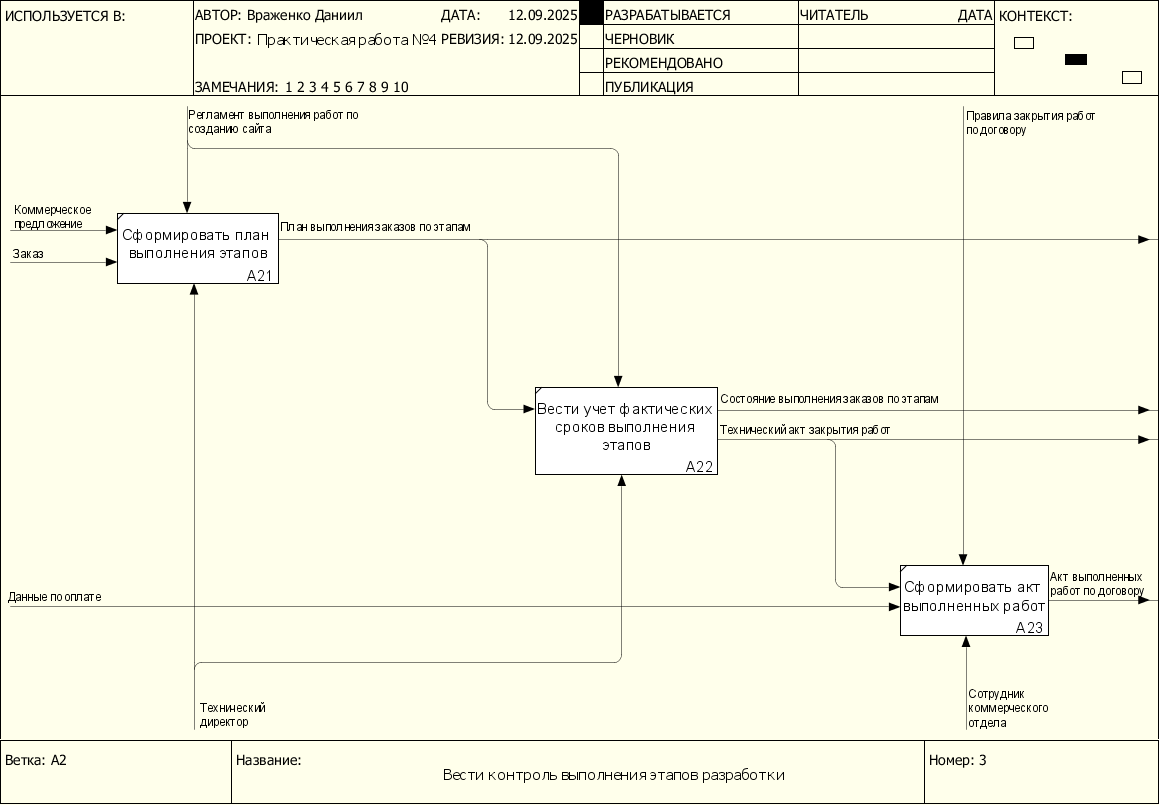 ИСПОЛЬЗУЕТСЯ В:
АВТОР: Враженко Даниил ДАТА: 12.09.2025
ПРОЕКТ: Практическая работа №4 РЕВИЗИЯ: 12.09.2025
ЗАМЕЧАНИЯ: 1 2 3 4 5 6 7 8 9 10
РАЗРАБАТЫВАЕТСЯ
ЧЕРНОВИК
РЕКОМЕНДОВАНО
ПУБЛИКАЦИЯ
ЧИТАТЕЛЬ ДАТА
КОНТЕКСТ:
Регламент выполнения работ по
созданию сайта
Правила закрытия работ
по договору
Коммерческое
предложение
Заказ
Сформировать план
выполнения этапов
A21
План выполнения заказов по этапам
Вести учет фактических
сроков выполнения
этапов
A22
Состояние выполнения заказов по этапам
Технический акт закрытия работ
Данные по оплате
Сформировать акт
выполненных работ
A23
Акт выполненных
работ по договору
Технический
директор
Сотрудник
коммерческого
отдела
Ветка: A2
Название:
Вести контроль выполнения этапов разработки
Номер: 3